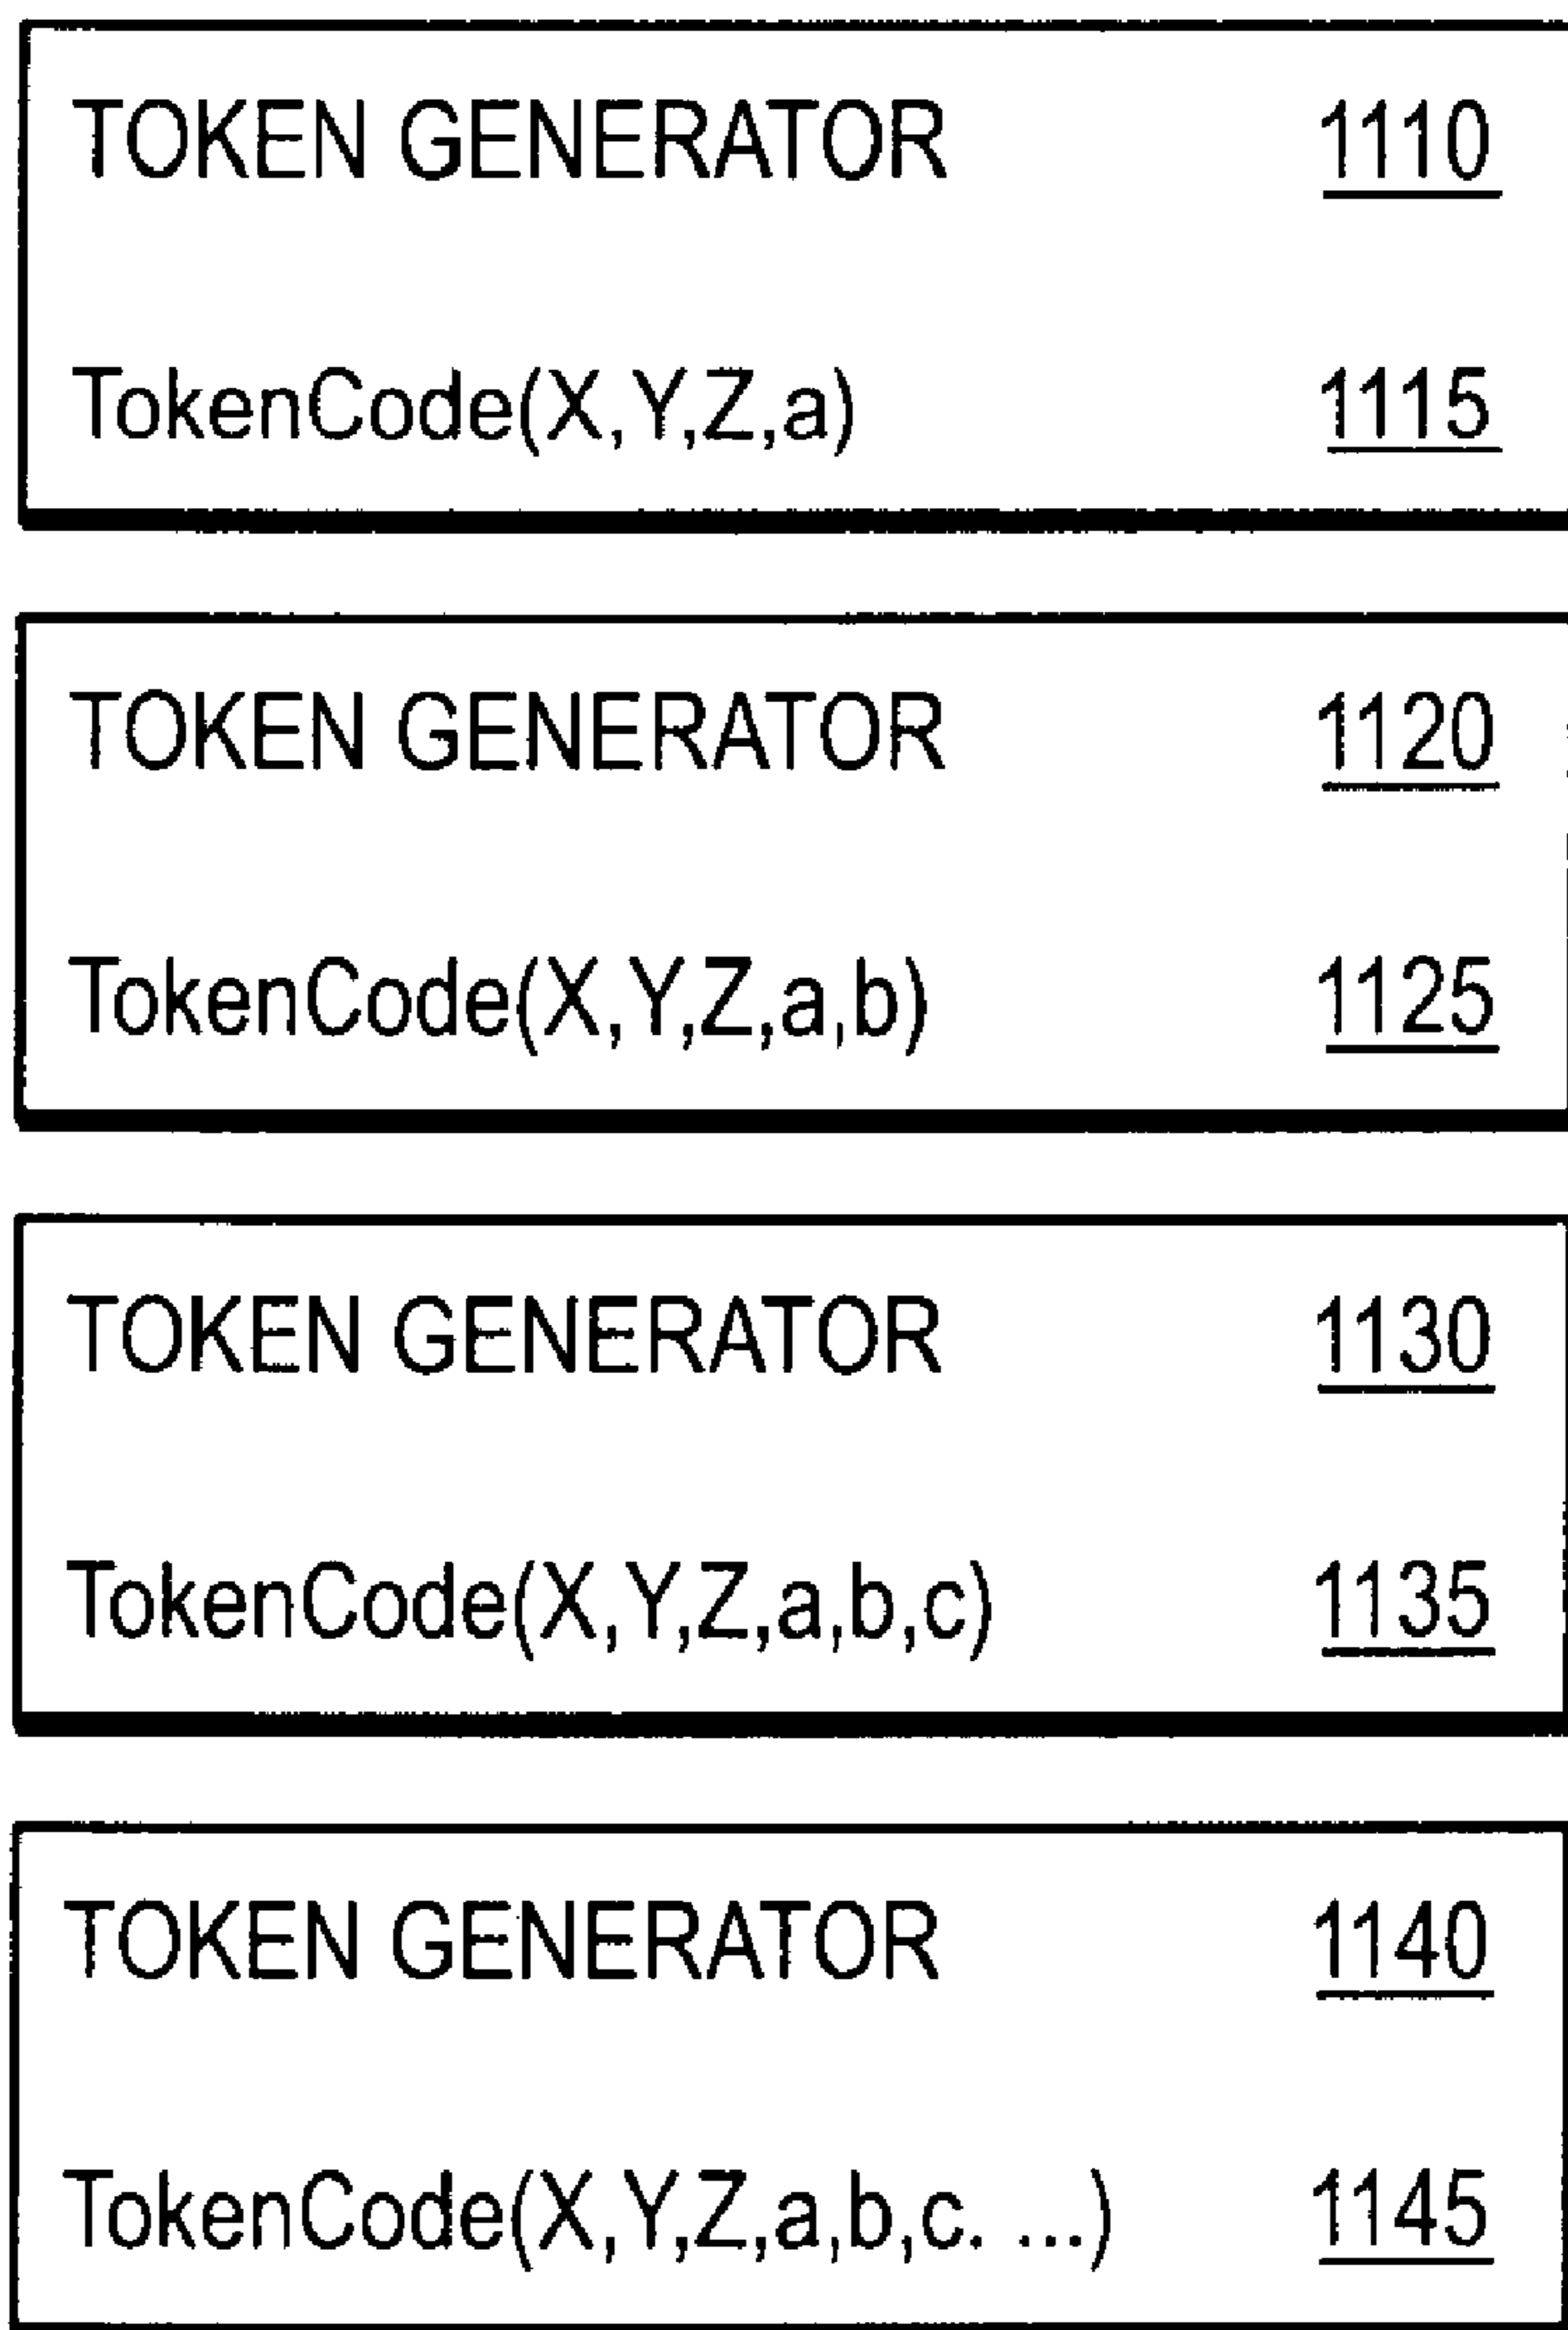 TOKEN GENERATOR 1110
TokenCode(X,Y,Z,a) 1115
TOKEN GENERATOR 1120
TokenCode(X,Y,Z,a,b) 1125
TOKEN GENERATOR 1130
TokenCode(X,Y,Z,a,b,c) 1135
TOKEN GENERATOR 1140
TokenCode(X,Y,Z,a,b,c. ...) 1145